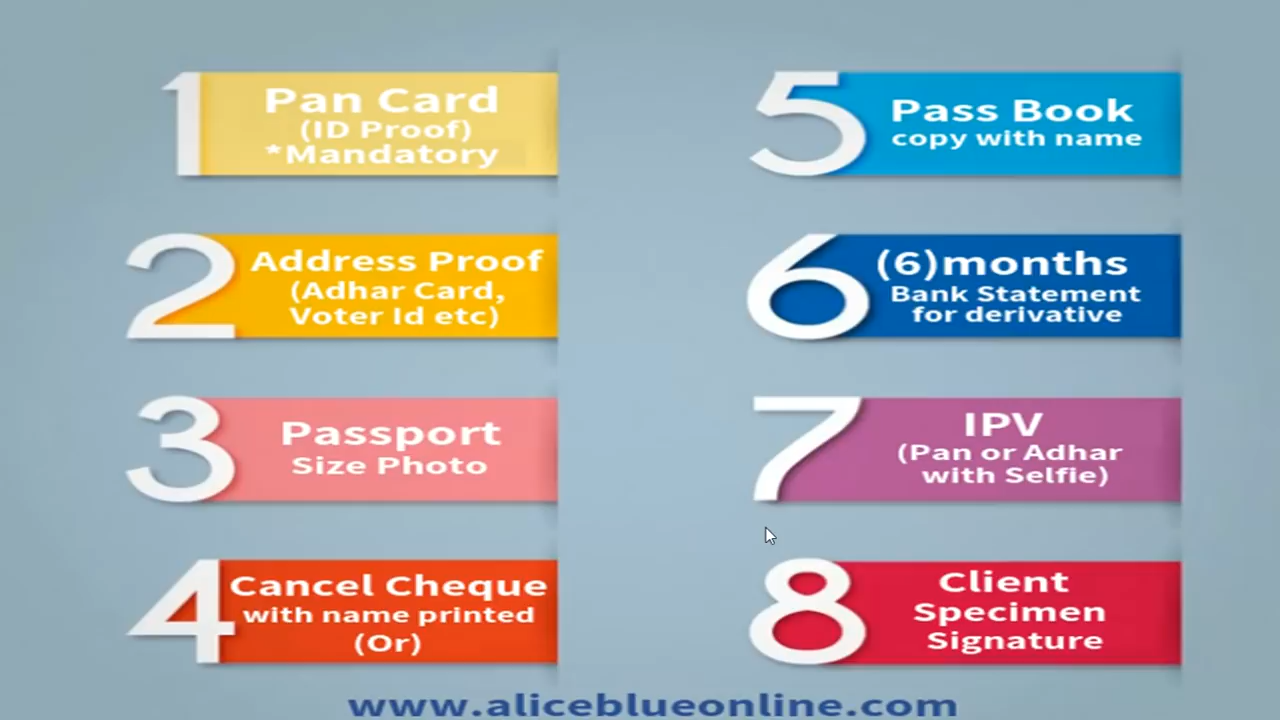 1
Pan Card
(ID Proof)
*Mandatory
2
Address Proof
(Adhar Card,
Voter Id etc)
3
Passport
Size Photo
4
Cancel Cheque
with name printed
(Or)
5
Pass Book
copy with name
6
(6)months
Bank Statement
for derivative
7
IPV
(Pan or Adhar
with Selfie)
8
Client
Specimen
Signature
www.aliceblueonline.com